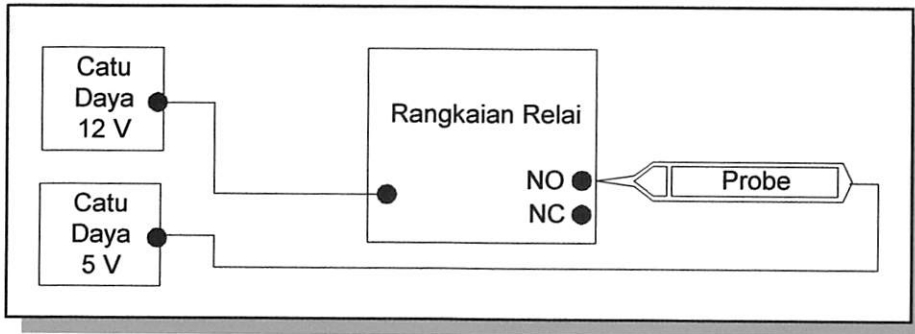 Catu
Daya
12 V
Rangkaian Relai
NO
Probe
NC
Catu
Daya
5 V